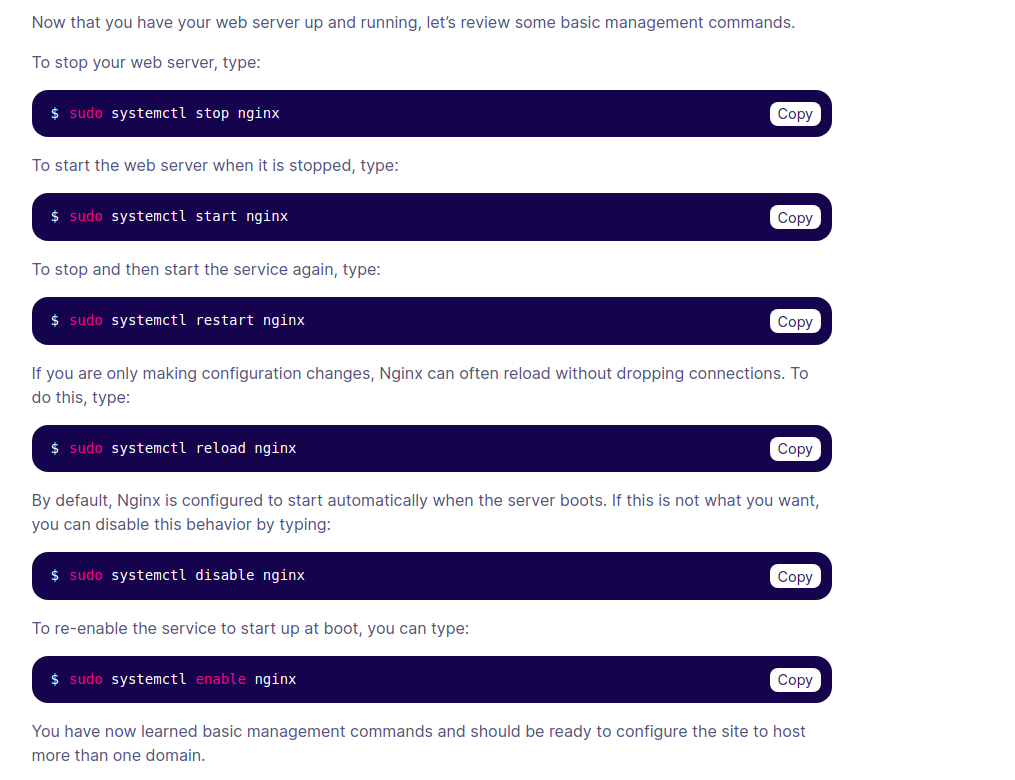 Now that you have your web server up and running, let’s review some basic management commands.
To stop your web server, type:
$ sudo systemctl stop nginx
Copy
To start the web server when it is stopped, type:
$ sudo systemctl start nginx
Copy
To stop and then start the service again, type:
$ sudo systemctl restart nginx
Copy
If you are only making configuration changes, Nginx can often reload without dropping connections. To
do this, type:
$ sudo systemctl reload nginx
Copy
By default, Nginx is configured to start automatically when the server boots. If this is not what you want,
you can disable this behavior by typing:
$ sudo systemctl disable nginx
Copy
To re-enable the service to start up at boot, you can type:
$ sudo systemctl enable nginx
Copy
You have now learned basic management commands and should be ready to configure the site to host
more than one domain.